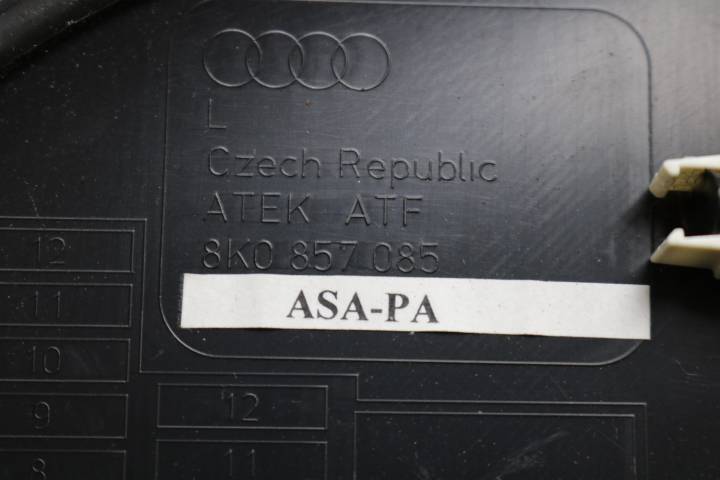 L
Czech Republic
ATEK ATF
8K0 857 085
ASA-PA
12
11
10
9
8
12
11